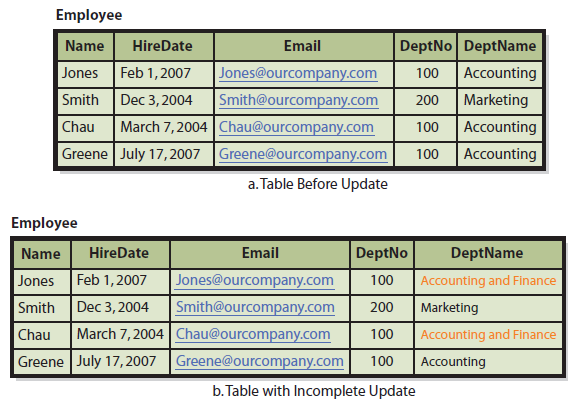 Employee
Name HireDate Email DeptNo DeptName
Jones Feb 1, 2007 Jones@ourcompany.com 100 Accounting
Smith Dec 3, 2004 Smith@ourcompany.com 200 Marketing
Chau March 7, 2004 Chau@ourcompany.com 100 Accounting
Greene July 17, 2007 Greene@ourcompany.com 100 Accounting
a. Table Before Update
Employee
Name HireDate Email DeptNo DeptName
Jones Feb 1, 2007 Jones@ourcompany.com 100 Accounting and Finance
Smith Dec 3, 2004 Smith@ourcompany.com 200 Marketing
Chau March 7, 2004 Chau@ourcompany.com 100 Accounting and Finance
Greene July 17, 2007 Greene@ourcompany.com 100 Accounting
b. Table with Incomplete Update